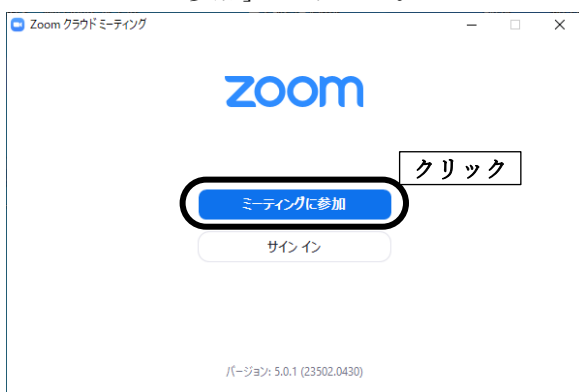 Zoom クラウドミーティング
zoom
クリック
ミーティングに参加
サイン イン
バージョン: 5.0.1 (23502.0430)